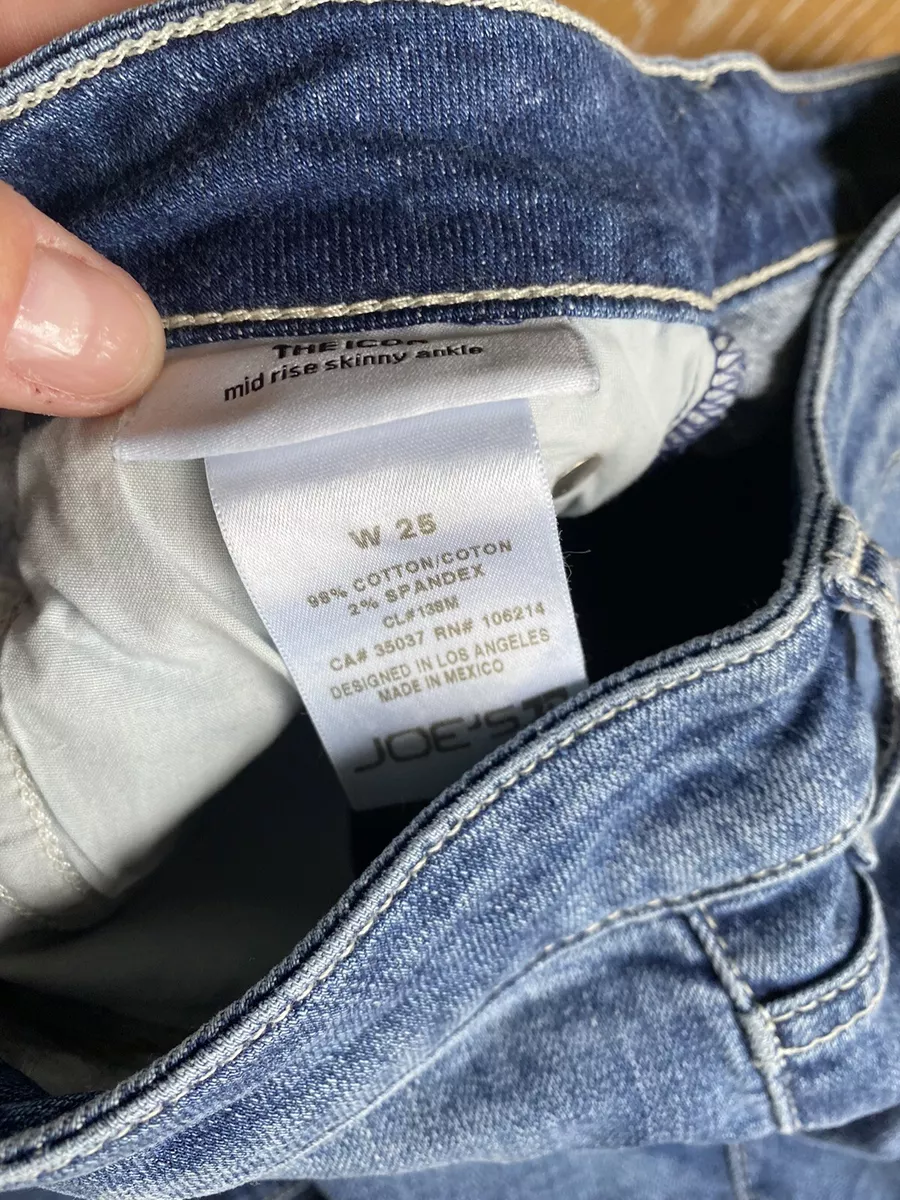 THE ICON
mid rise skinny ankle
W 25
98% COTTON/COTON
2% SPANDEX
CL#138M
CA# 35037 RN# 106214
DESIGNED IN LOS ANGELES
MADE IN MEXICO
JOE'S